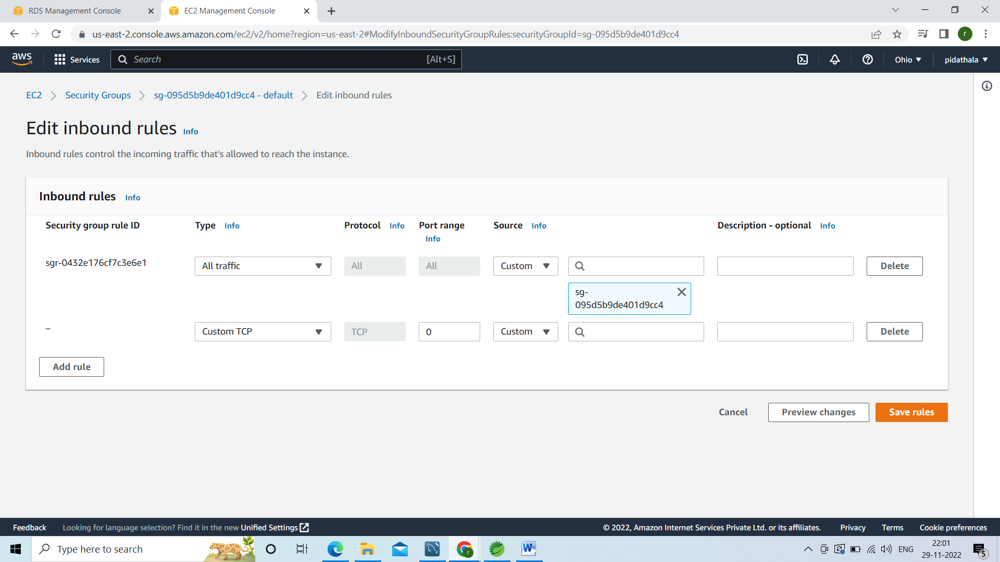 RDS Management Console
EC2 Management Console
us-east-2.console.aws.amazon.com/ec2/v2/home?region=us-east-2#ModifyInboundSecurityGroupRules:securityGroupId=sg-095d5b9de401d9cc4
r
aws
Services
Search
[Alt+S]
Ohio
pidathala
EC2
Security Groups
sg-095d5b9de401d9cc4 - default
Edit inbound rules
Edit inbound rules Info
Inbound rules control the incoming traffic that's allowed to reach the instance.
Inbound rules Info
Security group rule ID
Type Info
Protocol Info
Port range
Info
Source Info
Description - optional Info
sgr-0432e176cf7c3e6e1
All traffic
All
All
Custom
Delete
sg-
095d5b9de401d9cc4
–
Custom TCP
TCP
0
Custom
Delete
Add rule
Cancel
Preview changes
Save rules
Feedback
Looking for language selection? Find it in the new Unified Settings
© 2022, Amazon Internet Services Private Ltd. or its affiliates.
Privacy
Terms
Cookie preferences
Type here to search
r
W
ENG
22:01
29-11-2022
5